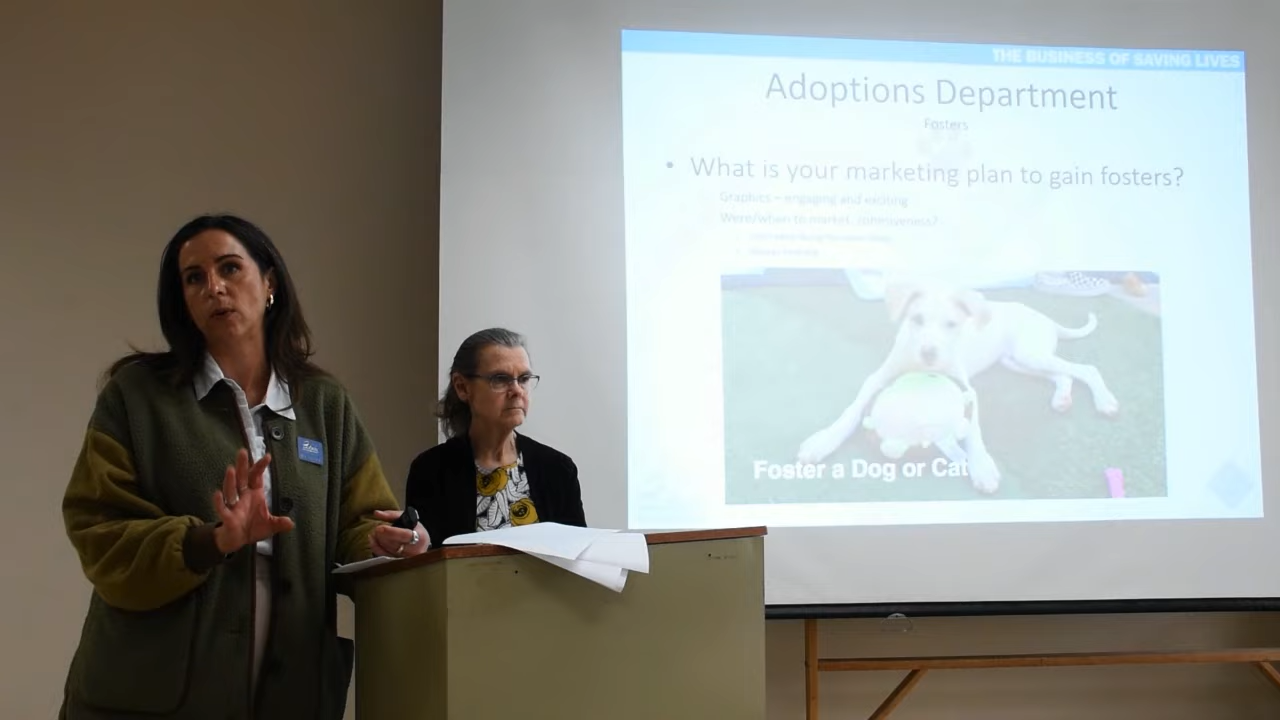 THE BUSINESS OF SAVING LIVES
Adoptions Department
Fosters
• What is your marketing plan to gain fosters?
Graphics – engaging and exciting
Were/when to market, cohesiveness?
Foster a Dog or Cat